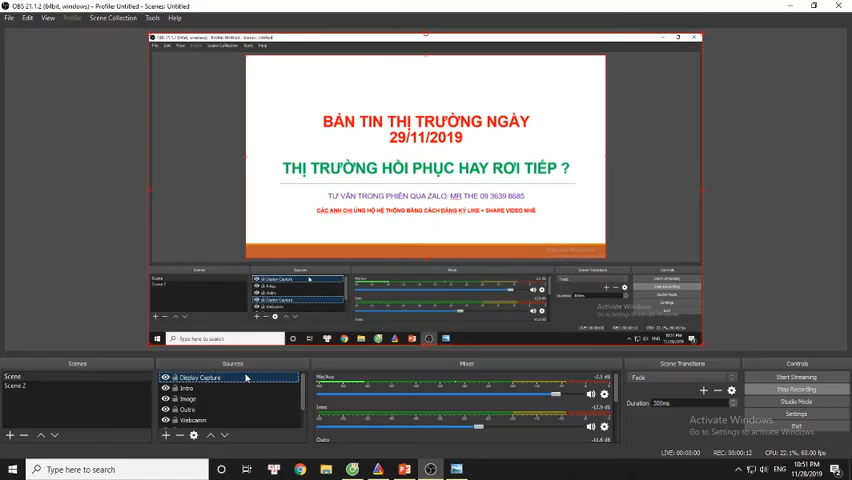 OBS 21.1.2 (64bit, windows) - Profile: Untitled - Scenes: Untitled
File Edit View Profile Scene Collection Tools Help
BẢN TIN THỊ TRƯỜNG NGÀY
29/11/2019
THỊ TRƯỜNG HỒI PHỤC HAY RƠI TIẾP ?
TƯ VẤN TRONG PHIÊN QUA ZALO: MR THE 09 3639 8685
CÁC ANH CHỊ ỦNG HỘ HỆ THỐNG BẰNG CÁCH ĐĂNG KÝ LIKE + SHARE VIDEO NHÉ
Scenes Sources Mixer Scene Transitions Controls
Scene
Scene 2
Display Capture
Intro
Image
Outro
Webcamm
Mic/Aux -7.5 dB
Intro -12.9 dB
Outro -11.6 dB
Fade
Duration 300ms
Start Streaming
Stop Recording
Studio Mode
Settings
Exit
Activate Windows
Go to Settings to activate Windows.
LIVE: 00:00:00 REC: 00:00:12 CPU: 22.1%, 60.00 fps
Type here to search
10:51 PM
11/28/2019